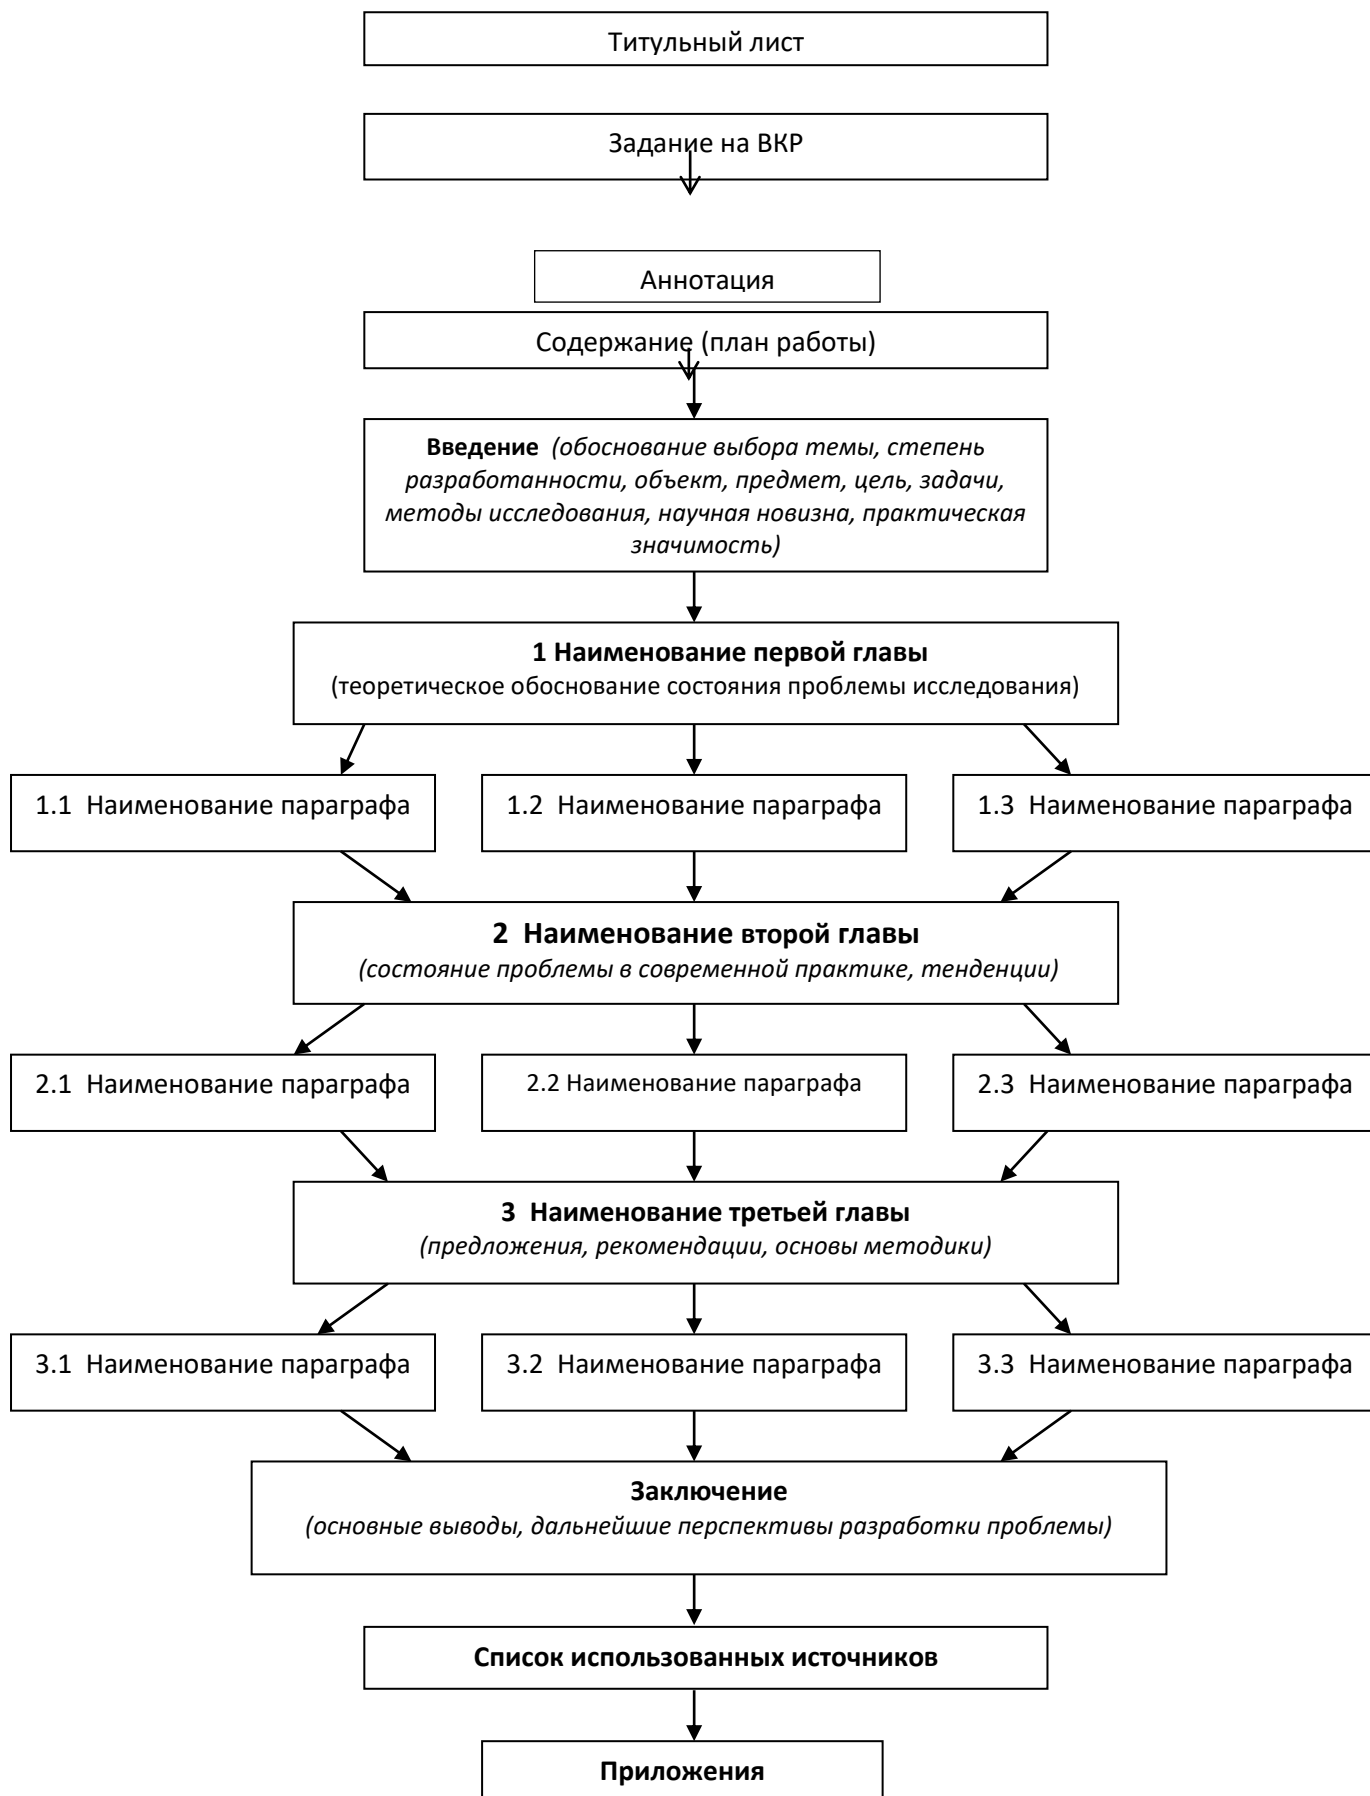 Титульный лист
Задание на ВКР
Аннотация
Содержание (план работы)
Введение (обоснование выбора темы, степень
разработанности, объект, предмет, цель, задачи,
методы исследования, научная новизна, практическая
значимость)
1 Наименование первой главы
(теоретическое обоснование состояния проблемы исследования)
1.1 Наименование параграфа
1.2 Наименование параграфа
1.3 Наименование параграфа
2 Наименование второй главы
(состояние проблемы в современной практике, тенденции)
2.1 Наименование параграфа
2.2 Наименование параграфа
2.3 Наименование параграфа
3 Наименование третьей главы
(предложения, рекомендации, основы методики)
3.1 Наименование параграфа
3.2 Наименование параграфа
3.3 Наименование параграфа
Заключение
(основные выводы, дальнейшие перспективы разработки проблемы)
Список использованных источников
Приложения